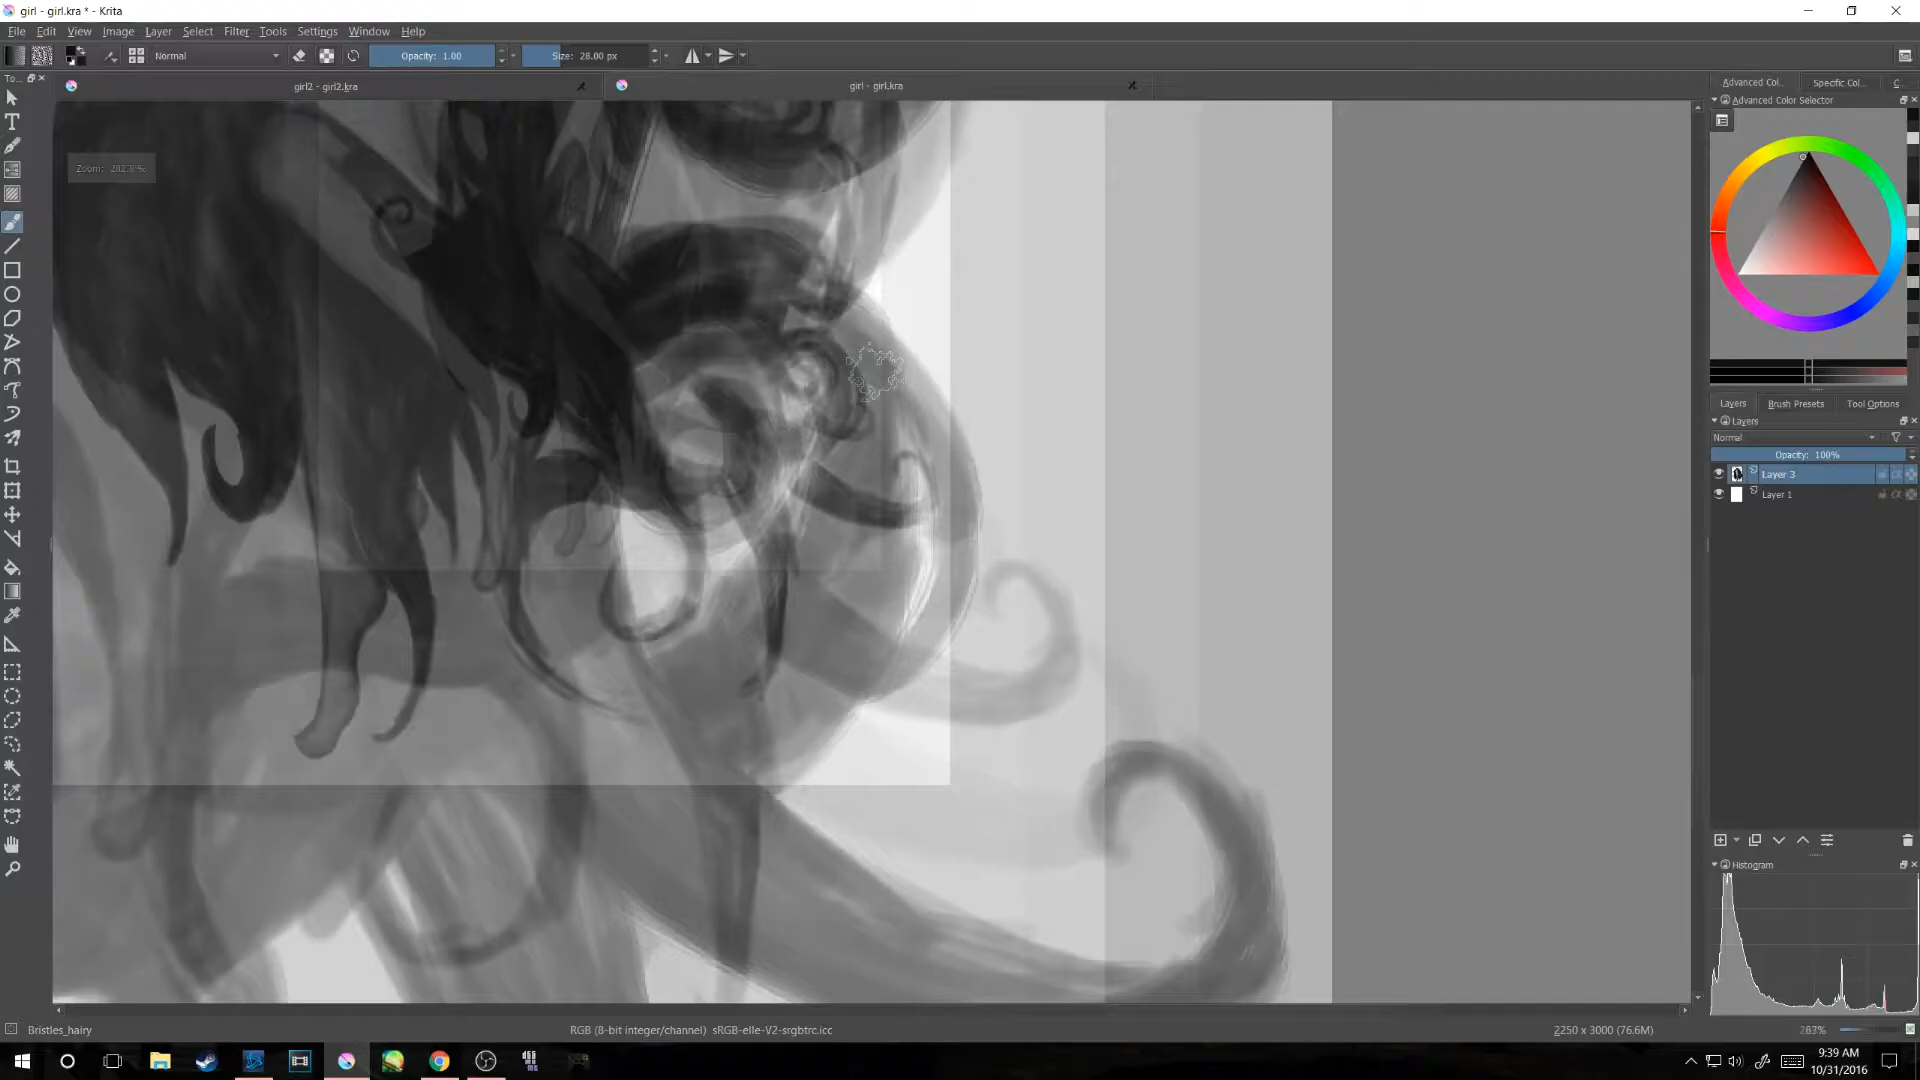 girl - girl.kra * - Krita
File Edit View Image Layer Select Filter Tools Settings Window Help
Normal
Opacity: 1.00
Size: 28.00 px
To...
girl2 - girl2.kra
girl - girl.kra
Advanced Col...
Specific Col...
C...
Advanced Color Selector
Layers
Brush Presets
Tool Options
Layers
Normal
Opacity: 100%
Layer 3
Layer 1
Histogram
Bristles_hairy
RGB (8-bit integer/channel) sRGB-elle-V2-srgbtrc.icc
2250 x 3000 (76.6M)
283%
9:39 AM
10/31/2016